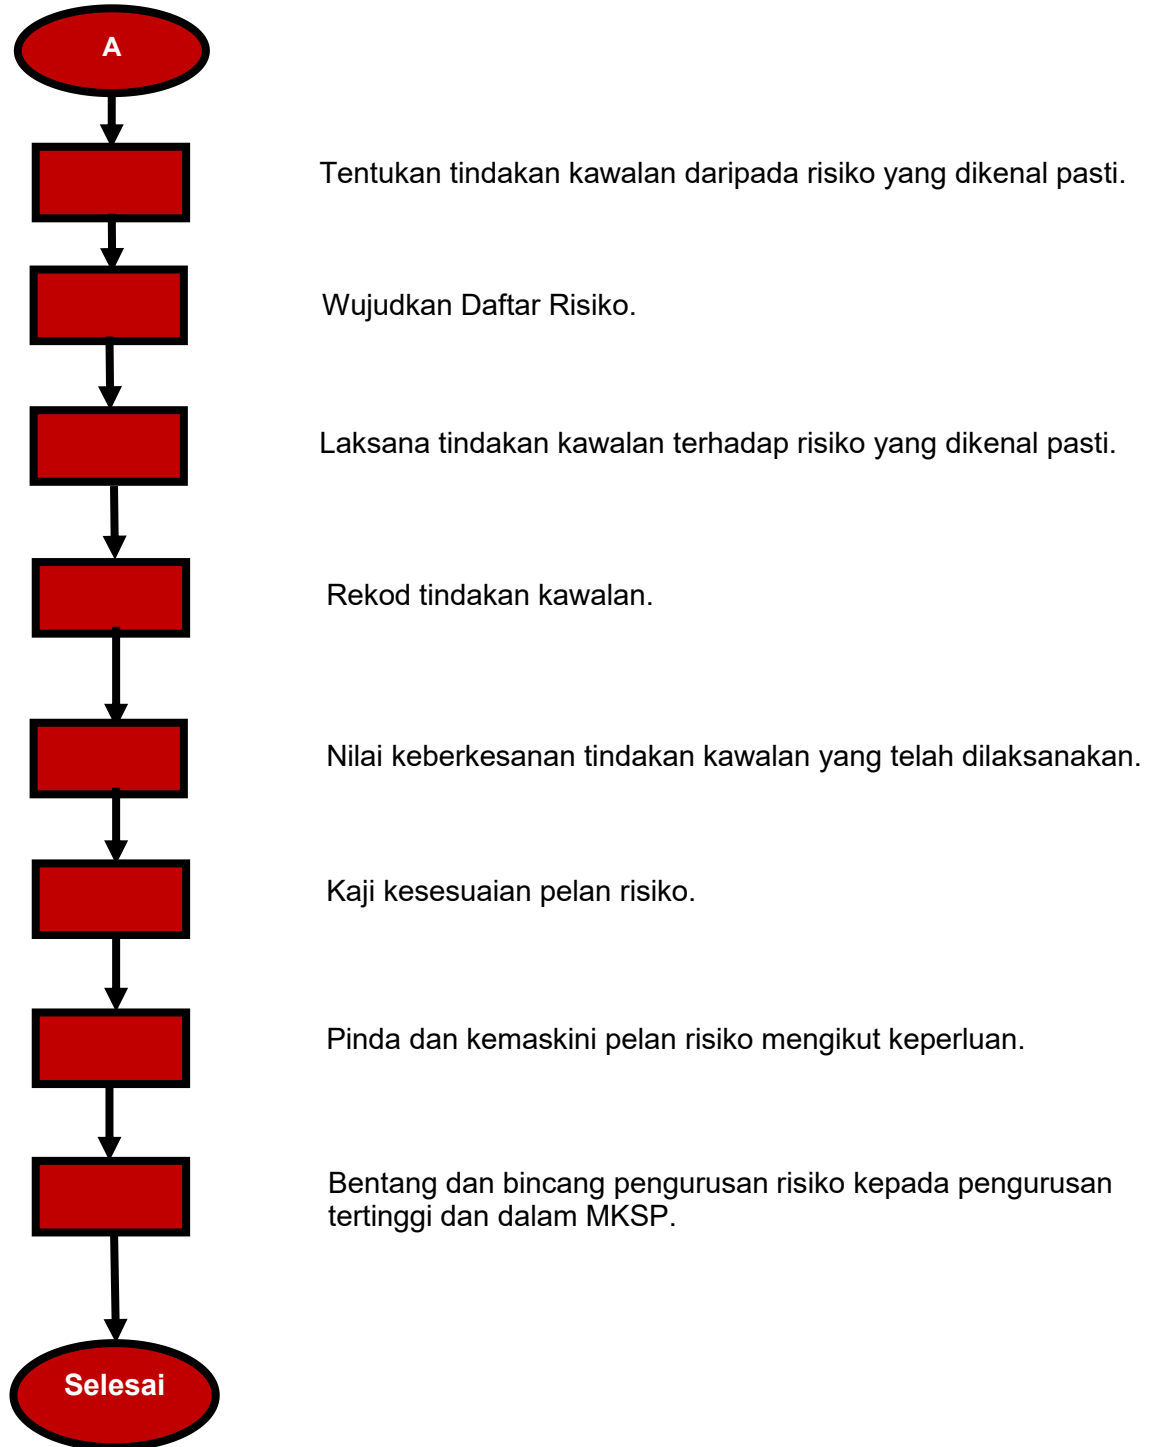 A
Tentukan tindakan kawalan daripada risiko yang dikenal pasti.
Wujudkan Daftar Risiko.
Laksana tindakan kawalan terhadap risiko yang dikenal pasti.
Rekod tindakan kawalan.
Nilai keberkesanan tindakan kawalan yang telah dilaksanakan.
Kaji kesesuaian pelan risiko.
Pinda dan kemaskini pelan risiko mengikut keperluan.
Bentang dan bincang pengurusan risiko kepada pengurusan
tertinggi dan dalam MKSP.
Selesai